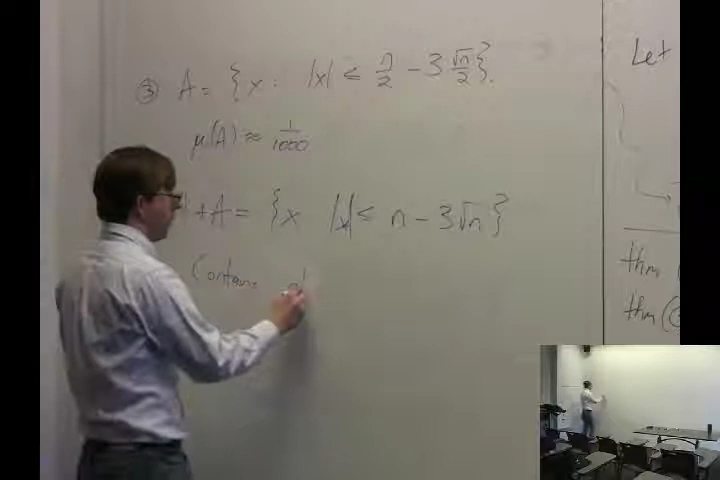 ③ A = { x : |x| ≤ n/2 - 3 √n/2 }.
μ(A) ≈ 1/1000
+A = { x |x| ≤ n - 3√n }
Contains
Let
thm
thm (